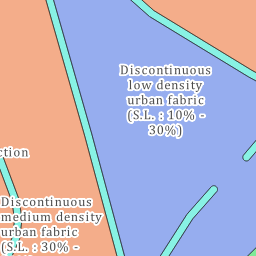 Discontinuous
low density
urban fabric
(S.L. : 10% -
30%)
ction
Discontinuous
medium density
urban fabric
(S.L. : 30% -